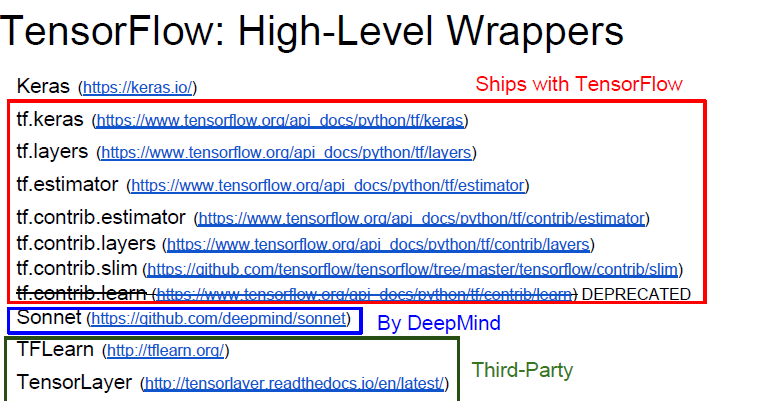 TensorFlow: High-Level Wrappers
Keras (https://keras.io/)
Ships with TensorFlow
tf.keras (https://www.tensorflow.org/api_docs/python/tf/keras)
tf.layers (https://www.tensorflow.org/api_docs/python/tf/layers)
tf.estimator (https://www.tensorflow.org/api_docs/python/tf/estimator)
tf.contrib.estimator (https://www.tensorflow.org/api_docs/python/tf/contrib/estimator)
tf.contrib.layers (https://www.tensorflow.org/api_docs/python/tf/contrib/layers)
tf.contrib.slim (https://github.com/tensorflow/tensorflow/tree/master/tensorflow/contrib/slim)
tf.contrib.learn (https://www.tensorflow.org/api_docs/python/tf/contrib/learn) DEPRECATED
Sonnet (https://github.com/deepmind/sonnet)
By DeepMind
TFLearn (http://tflearn.org/)
TensorLayer (http://tensorlayer.readthedocs.io/en/latest/)
Third-Party